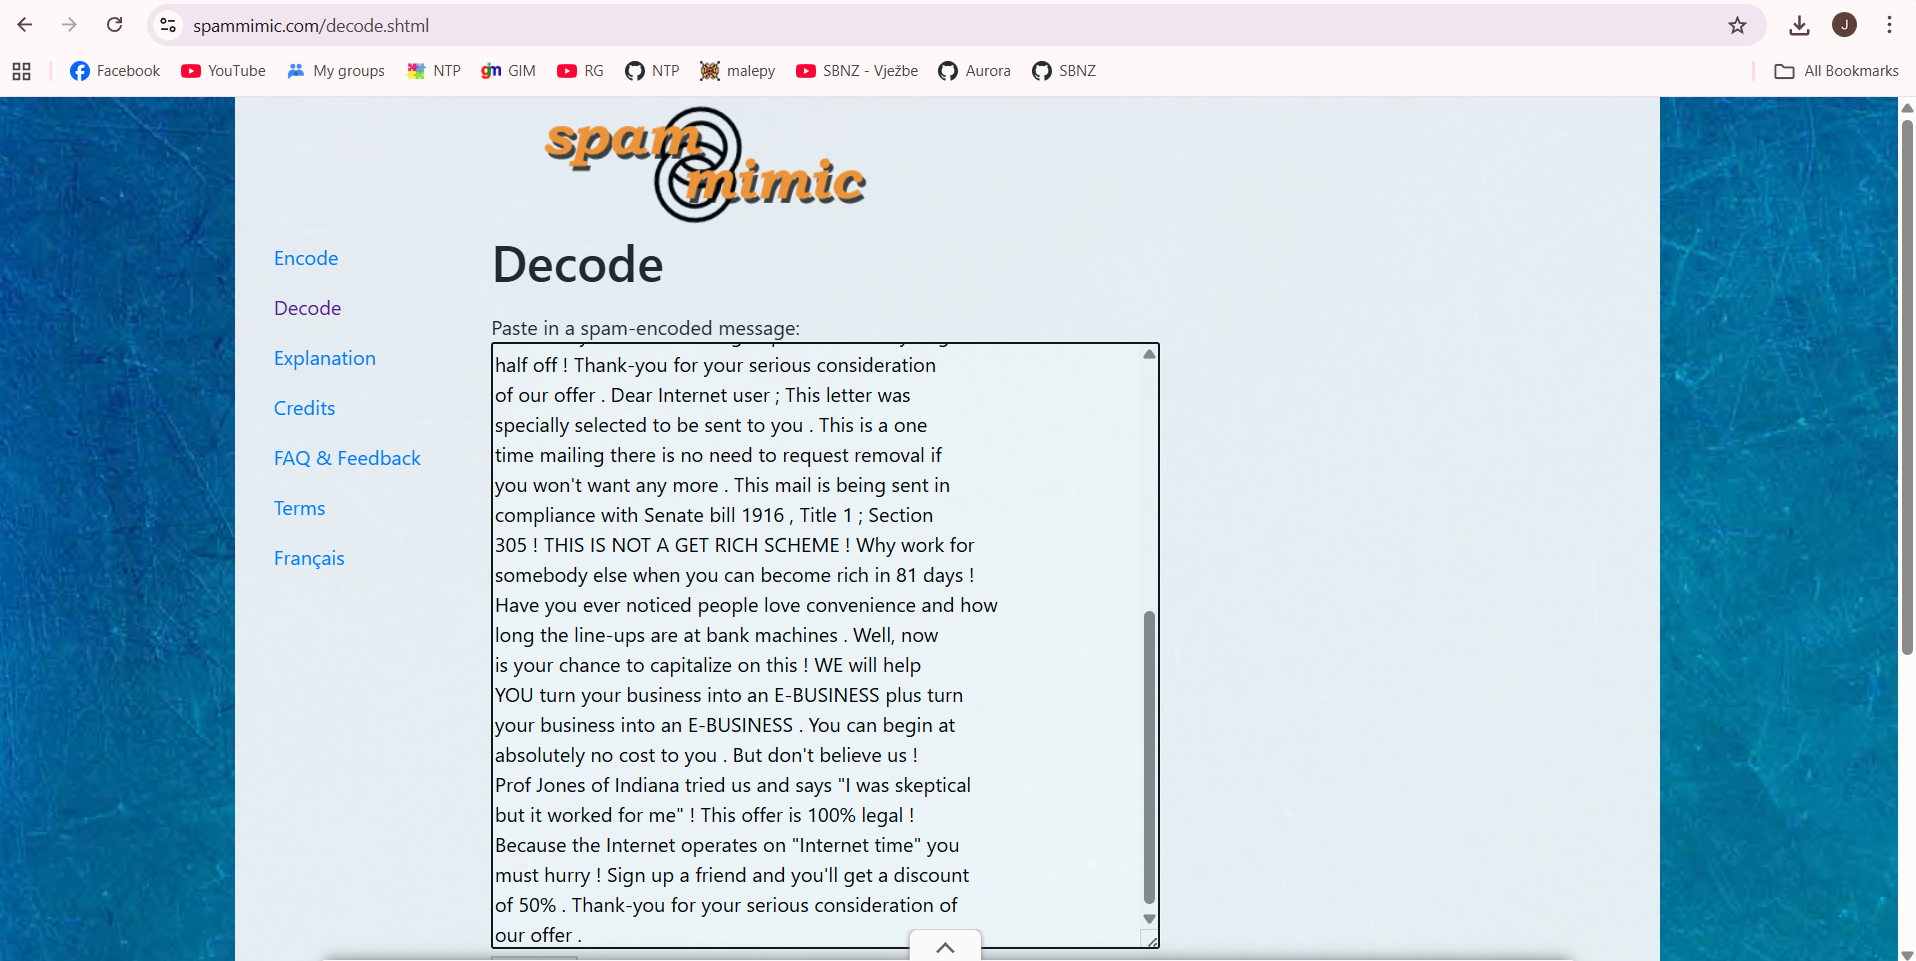 spammimic.com/decode.shtml
J
Facebook
YouTube
My groups
NTP
GIM
RG
NTP
malepy
SBNZ - Vježbe
Aurora
SBNZ
All Bookmarks
spam
mimic
Encode
Decode
Explanation
Credits
FAQ & Feedback
Terms
Français
Decode
Paste in a spam-encoded message:
half off ! Thank-you for your serious consideration
of our offer . Dear Internet user ; This letter was
specially selected to be sent to you . This is a one
time mailing there is no need to request removal if
you won't want any more . This mail is being sent in
compliance with Senate bill 1916 , Title 1 ; Section
305 ! THIS IS NOT A GET RICH SCHEME ! Why work for
somebody else when you can become rich in 81 days !
Have you ever noticed people love convenience and how
long the line-ups are at bank machines . Well, now
is your chance to capitalize on this ! WE will help
YOU turn your business into an E-BUSINESS plus turn
your business into an E-BUSINESS . You can begin at
absolutely no cost to you . But don't believe us !
Prof Jones of Indiana tried us and says "I was skeptical
but it worked for me" ! This offer is 100% legal !
Because the Internet operates on "Internet time" you
must hurry ! Sign up a friend and you'll get a discount
of 50% . Thank-you for your serious consideration of
our offer .